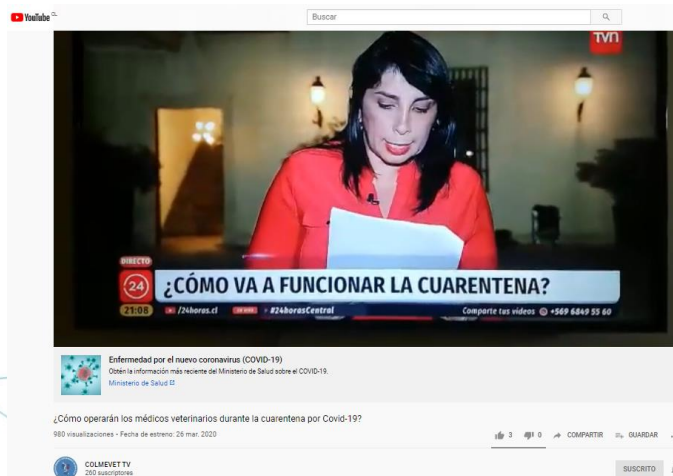 YouTube CL
Buscar
TVN
DIRECTO
24
¿CÓMO VA A FUNCIONAR LA CUARENTENA?
21:08 /24horas.cl #24horasCentral Comparte tus videos +569 6849 55 60
Enfermedad por el nuevo coronavirus (COVID-19)
Obtén la información más reciente del Ministerio de Salud sobre el COVID-19.
Ministerio de Salud
¿Cómo operarán los médicos veterinarios durante la cuarentena por Covid-19?
980 visualizaciones - Fecha de estreno: 26 mar. 2020
3 0 COMPARTIR GUARDAR
COLMEVET TV
260 suscriptores
SUSCRITO